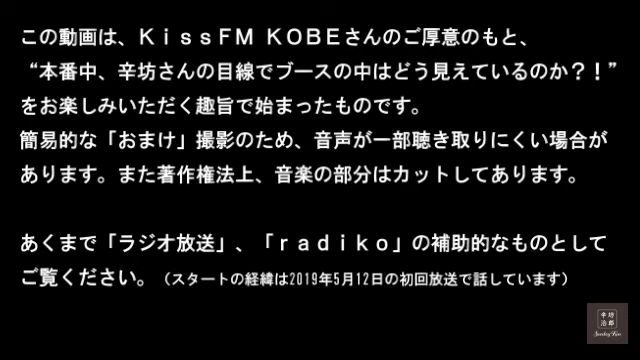 この動画は、ＫｉｓｓＦＭ ＫＯＢＥさんのご厚意のもと、
“本番中、辛坊さんの目線でブースの中はどう見えているのか？！”
をお楽しみいただく趣旨で始まったものです。
簡易的な「おまけ」撮影のため、音声が一部聴き取りにくい場合が
あります。また著作権法上、音楽の部分はカットしてあります。
あくまで「ラジオ放送」、「ｒａｄｉｋｏ」の補助的なものとして
ご覧ください。（スタートの経緯は2019年5月12日の初回放送で話しています）
辛坊
治郎
Sunday Kiss